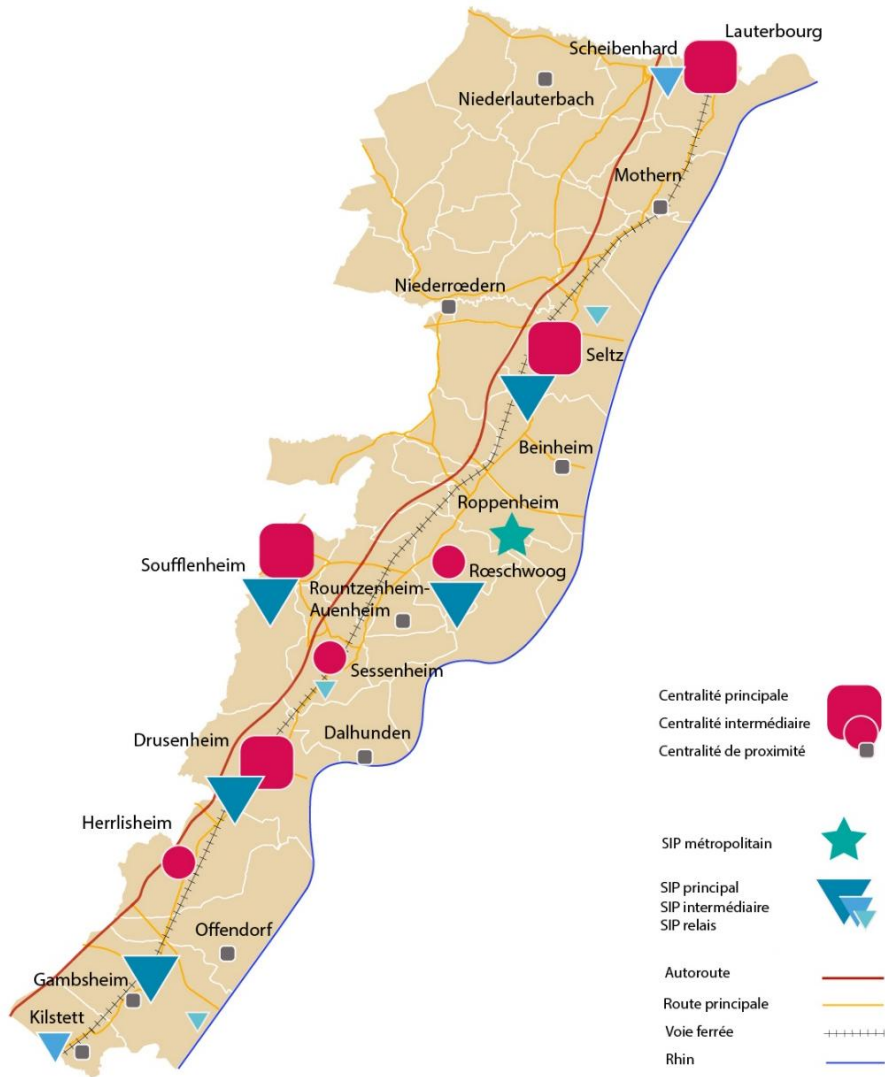 Lauterbourg
Scheibenhard
Niederlauterbach
Mothern
Niederrœdern
Seltz
Beinheim
Roppenheim
Soufflenheim
Rœschwoog
Rountzenheim-
Auenheim
Sessenheim
Drusenheim
Dalhunden
Herrlisheim
Offendorf
Gambsheim
Kilstett
Centralité principale
Centralité intermédiaire
Centralité de proximité
SIP métropolitain
SIP principal
SIP intermédiaire
SIP relais
Autoroute
Route principale
Voie ferrée
Rhin